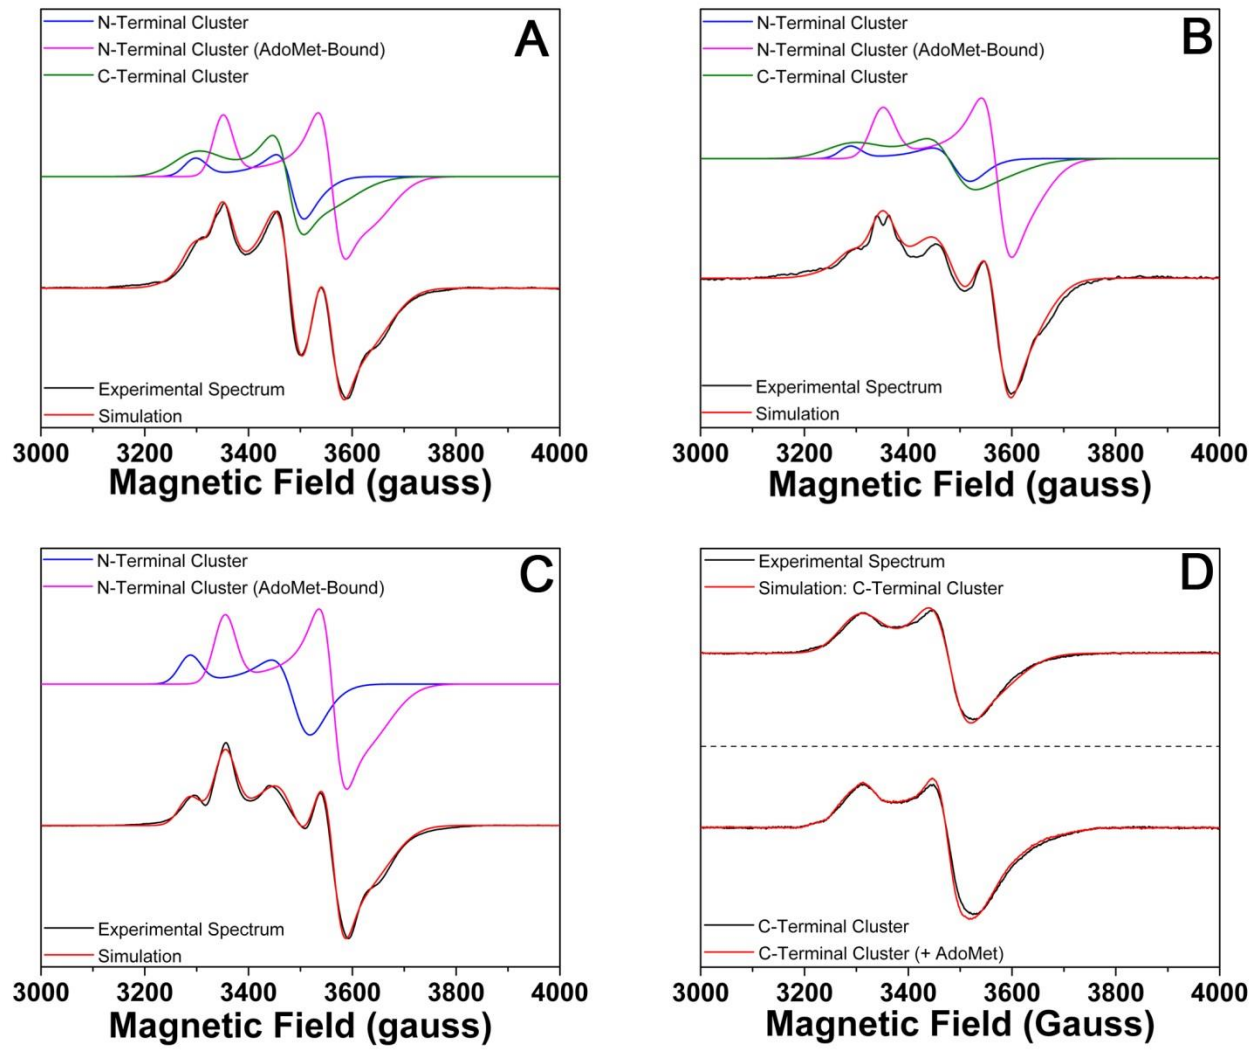 N-Terminal Cluster
N-Terminal Cluster (AdoMet-Bound)
C-Terminal Cluster
A
Experimental Spectrum
Simulation
3000 3200 3400 3600 3800 4000
Magnetic Field (gauss)
N-Terminal Cluster
N-Terminal Cluster (AdoMet-Bound)
C-Terminal Cluster
B
Experimental Spectrum
Simulation
3000 3200 3400 3600 3800 4000
Magnetic Field (gauss)
N-Terminal Cluster
N-Terminal Cluster (AdoMet-Bound)
C
Experimental Spectrum
Simulation
3000 3200 3400 3600 3800 4000
Magnetic Field (gauss)
Experimental Spectrum
Simulation: C-Terminal Cluster
D
C-Terminal Cluster
C-Terminal Cluster (+ AdoMet)
3000 3200 3400 3600 3800 4000
Magnetic Field (Gauss)